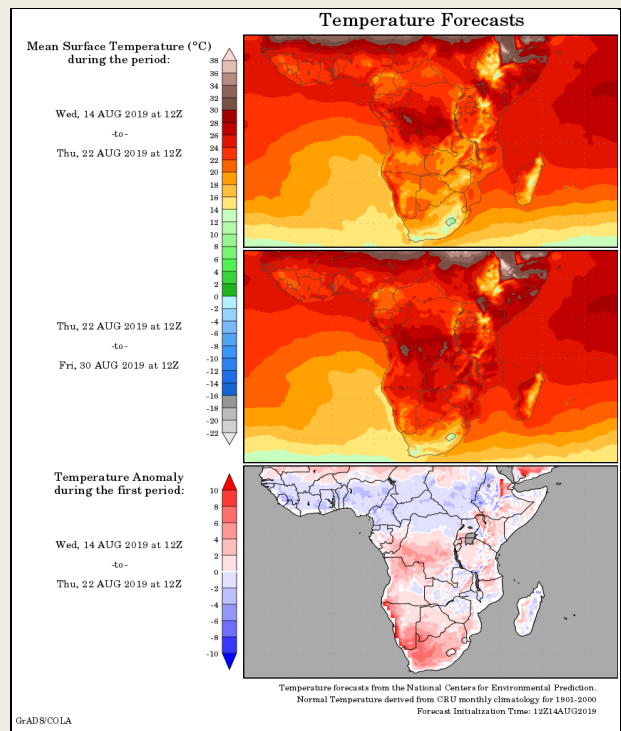 Temperature Forecasts
Mean Surface Temperature (°C)
during the period:
38
36
34
32
30
28
26
24
22
20
18
16
14
12
10
8
6
4
2
0
-2
-4
-6
-8
-10
-12
-14
-16
-18
-20
-22
Wed, 14 AUG 2019 at 12Z
-to-
Thu, 22 AUG 2019 at 12Z
Thu, 22 AUG 2019 at 12Z
-to-
Fri, 30 AUG 2019 at 12Z
Temperature Anomaly
during the first period:
10
8
6
4
2
0
-2
-4
-6
-8
-10
Wed, 14 AUG 2019 at 12Z
-to-
Thu, 22 AUG 2019 at 12Z
Temperature forecasts from the National Centers for Environmental Prediction.
Normal Temperature derived from CRU monthly climatology for 1901-2000
Forecast Initialization Time: 12Z14AUG2019
GrADS/COLA